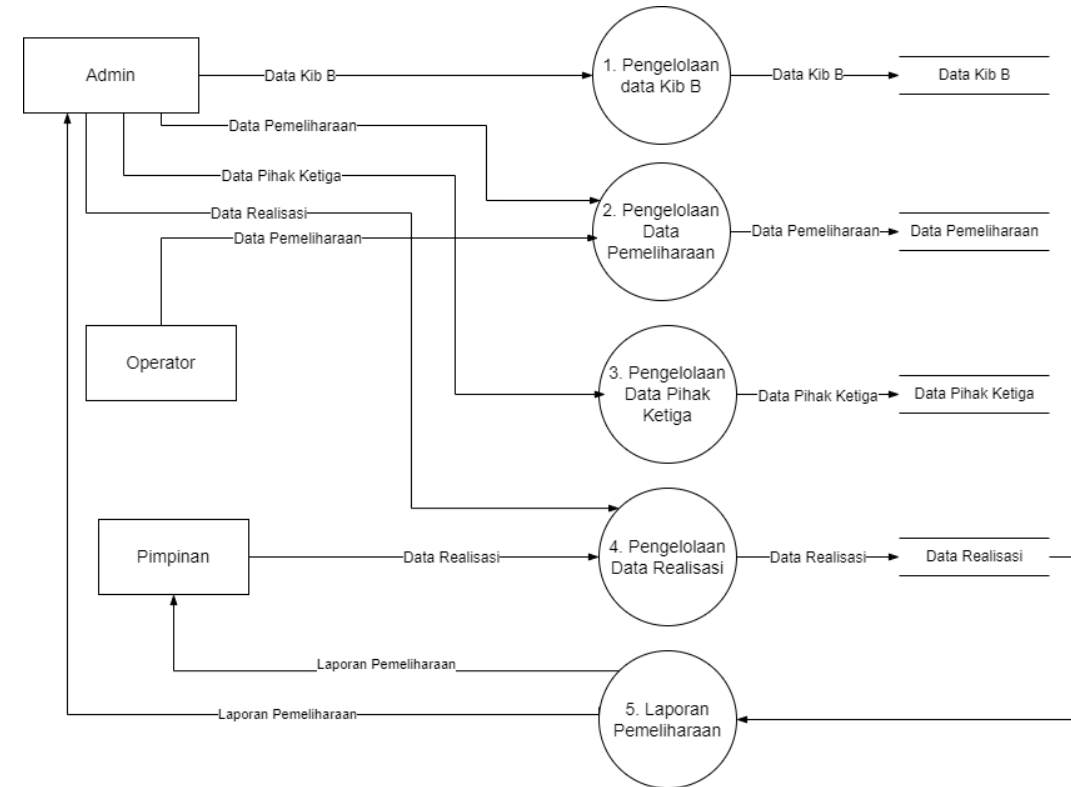 Admin
Data Kib B
1. Pengelolaan
data Kib B
Data Kib B
Data Kib B
Data Pemeliharaan
Data Pihak Ketiga
Data Realisasi
Data Pemeliharaan
2. Pengelolaan
Data
Pemeliharaan
Data Pemeliharaan
Data Pemeliharaan
Operator
3. Pengelolaan
Data Pihak
Ketiga
Data Pihak Ketiga
Data Pihak Ketiga
Pimpinan
Data Realisasi
4. Pengelolaan
Data Realisasi
Data Realisasi
Data Realisasi
Laporan Pemeliharaan
Laporan Pemeliharaan
5. Laporan
Pemeliharaan